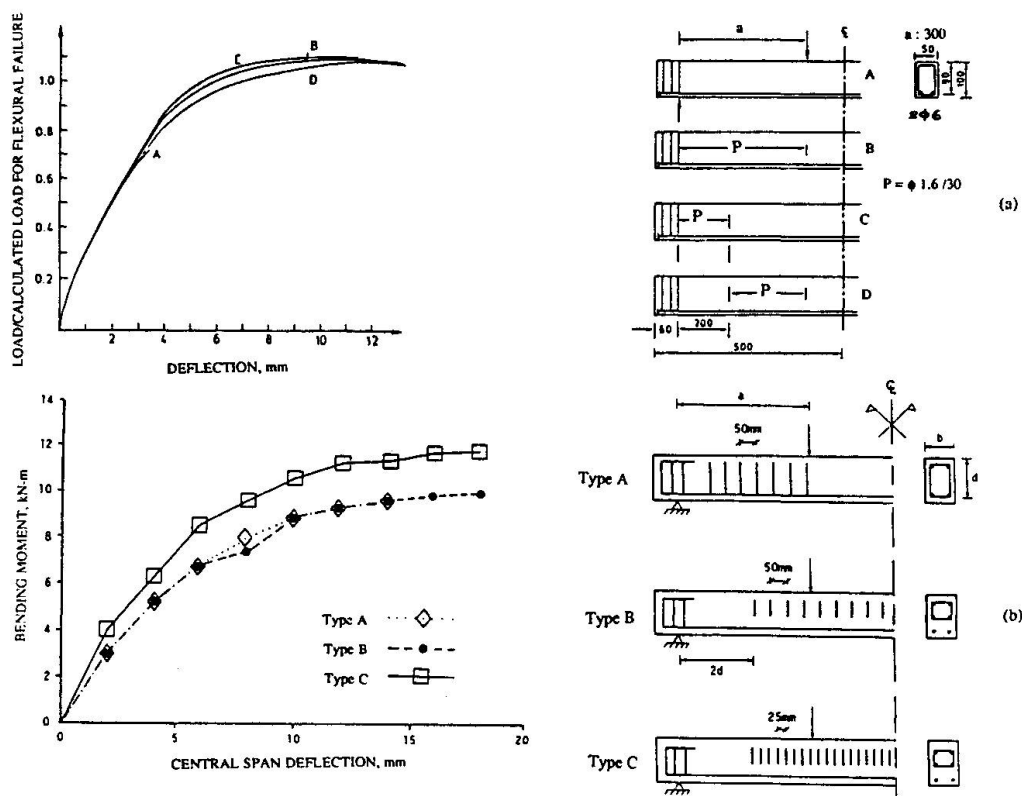 LOAD/CALCULATED LOAD FOR FLEXURAL FAILURE
1.0
0.8
0.6
0.4
0.2
C
B
D
A
2
4
6
8
10
12
DEFLECTION, mm
a
℄
a : 300
50
90
100
2ϕ6
A
P
B
P = ϕ 1.6 /30
(a)
P
C
P
D
60
200
500
BENDING MOMENT, kN-m
14
12
10
8
6
4
2
0
0
5
10
15
20
Type A
Type B
Type C
CENTRAL SPAN DEFLECTION, mm
a
℄
50mm
b
Type A
d
50mm
Type B
(b)
2d
25mm
Type C